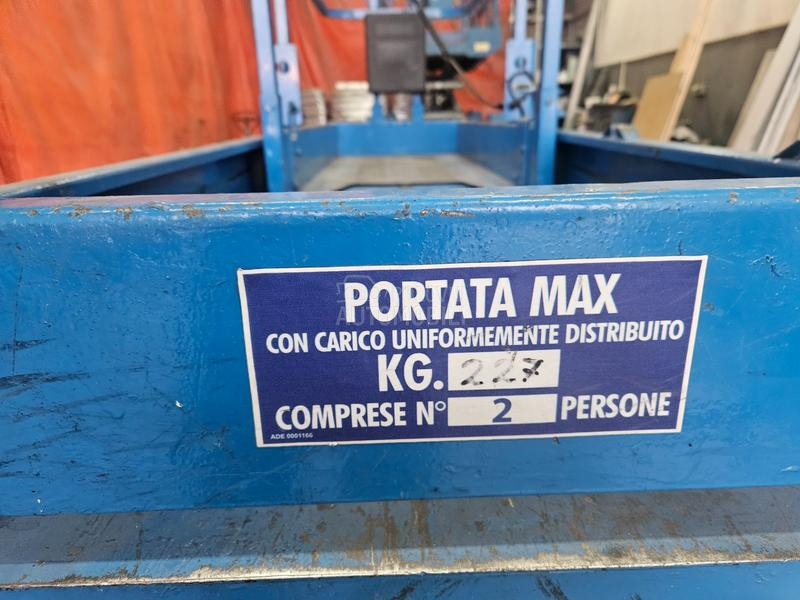 PORTATA MAX
CON CARICO UNIFORMEMENTE DISTRIBUITO
KG. 227
COMPRESE N° 2 PERSONE
ADE 0001166